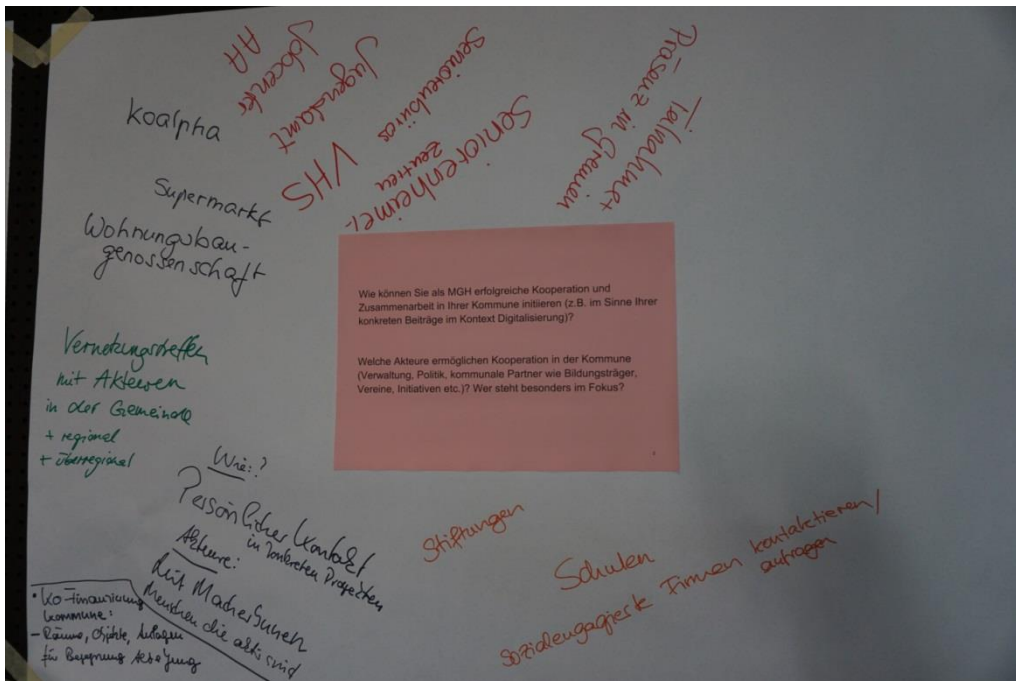 AA
Jobcenter
Jugendamt
VHS
Seniorenbüros
Zentren
Seniorenheime.
Präsenz in Gremien
Teilnahme +
Koalpha
Supermarkt
Wohnungsbau-
genossenschaft
Wie können Sie als MGH erfolgreiche Kooperation und
Zusammenarbeit in Ihrer Kommune initiieren (z.B. im Sinne Ihrer
konkreten Beiträge im Kontext Digitalisierung)?
Welche Akteure ermöglichen Kooperation in der Kommune
(Verwaltung, Politik, kommunale Partner wie Bildungsträger,
Vereine, Initiativen etc.)? Wer steht besonders im Fokus?
Vernetzungstreffen
mit Akteuren
in der Gemeinde
+ regional
+ überregional
Wie:?
Persönlicher Kontakt
in konkreten Projekten
Akteure:
Mit MacherInnen
Menschen die aktiv sind
• Ko-Finanzierung
Kommune:
- Räume, Objekte, Anlagen
für Begegnung
Stiftungen
Schulen
sozialengagierte Firmen kontaktieren/
anfragen